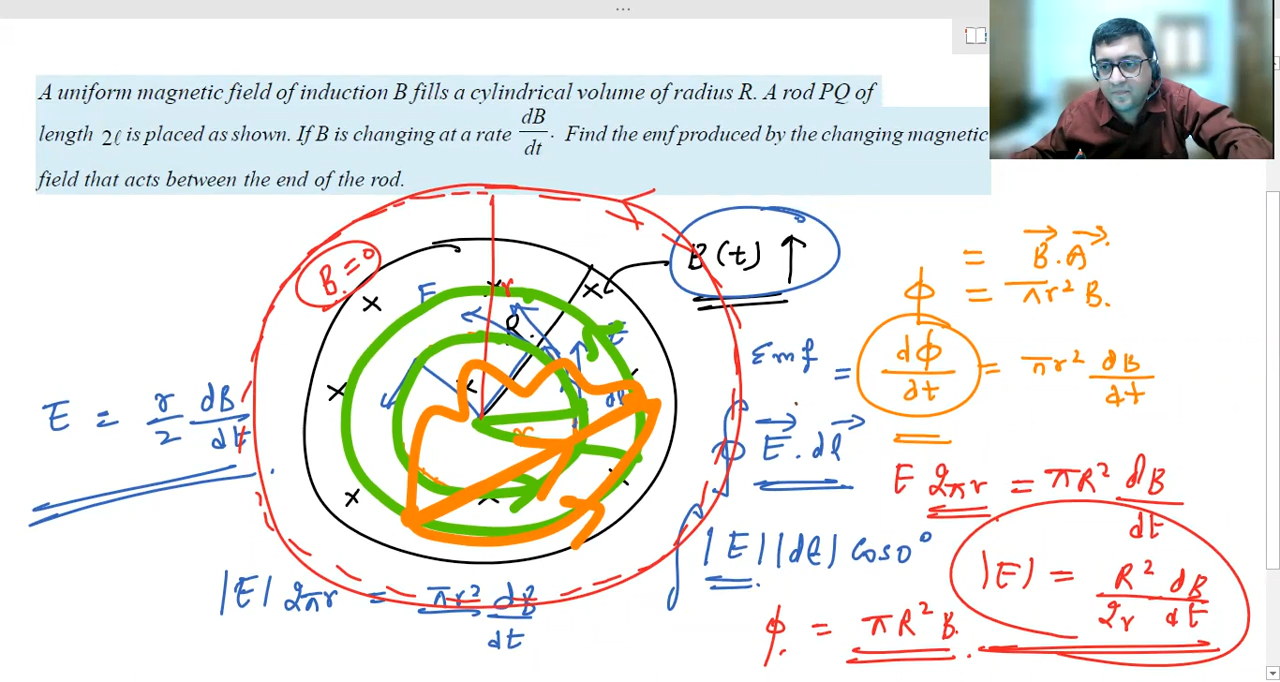 A uniform magnetic field of induction B fills a cylindrical volume of radius R. A rod PQ of
length 2ℓ is placed as shown. If B is changing at a rate dB/dt. Find the emf produced by the changing magnetic
field that acts between the end of the rod.
B = 0
B(t) ↑
r
E
R
E
dl
r
ϕ = B⃗ . A⃗
= πr² B.
Emf = dϕ/dt = πr² dB/dt
E = r/2 dB/dt
∮ E⃗ . dl⃗
E 2πr = πR² dB/dt
∫ |E| |dl| cos0°
|E| = R²/2r dB/dt
|E| 2πr = πr² dB/dt
ϕ = πR² B.